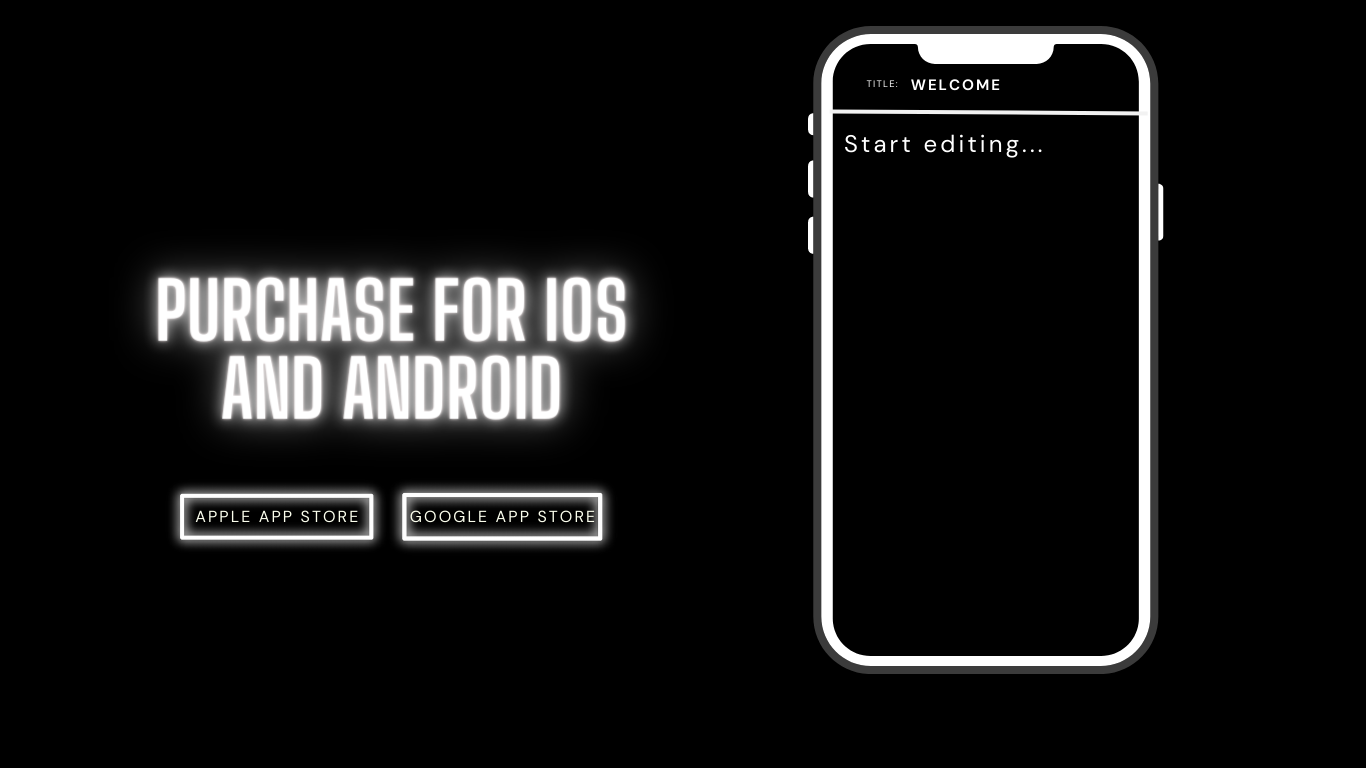 TITLE: WELCOME
Start editing...
PURCHASE FOR IOS
AND ANDROID
APPLE APP STORE
GOOGLE APP STORE